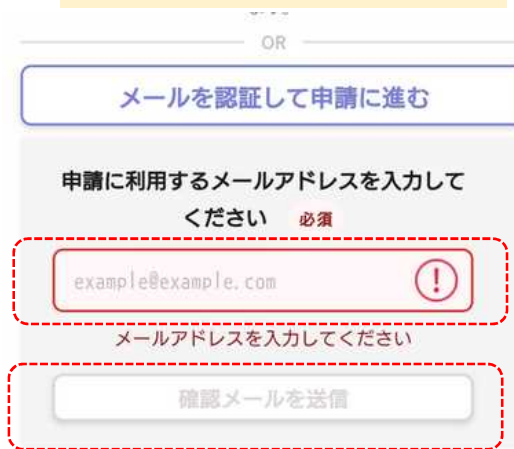 OR
メールを認証して申請に進む
申請に利用するメールアドレスを入力して
ください 必須
example@example.com
メールアドレスを入力してください
確認メールを送信